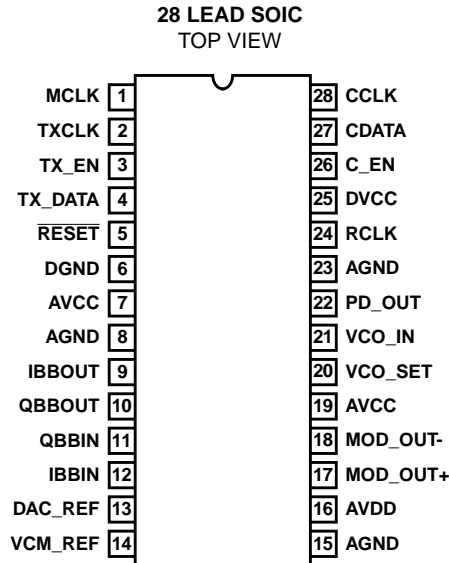 28 LEAD SOIC
TOP VIEW
MCLK 1 28 CCLK
TXCLK 2 27 CDATA
TX_EN 3 26 C_EN
TX_DATA 4 25 DVCC
RESET 5 24 RCLK
DGND 6 23 AGND
AVCC 7 22 PD_OUT
AGND 8 21 VCO_IN
IBBOUT 9 20 VCO_SET
QBBOUT 10 19 AVCC
QBBIN 11 18 MOD_OUT-
IBBIN 12 17 MOD_OUT+
DAC_REF 13 16 AVDD
VCM_REF 14 15 AGND